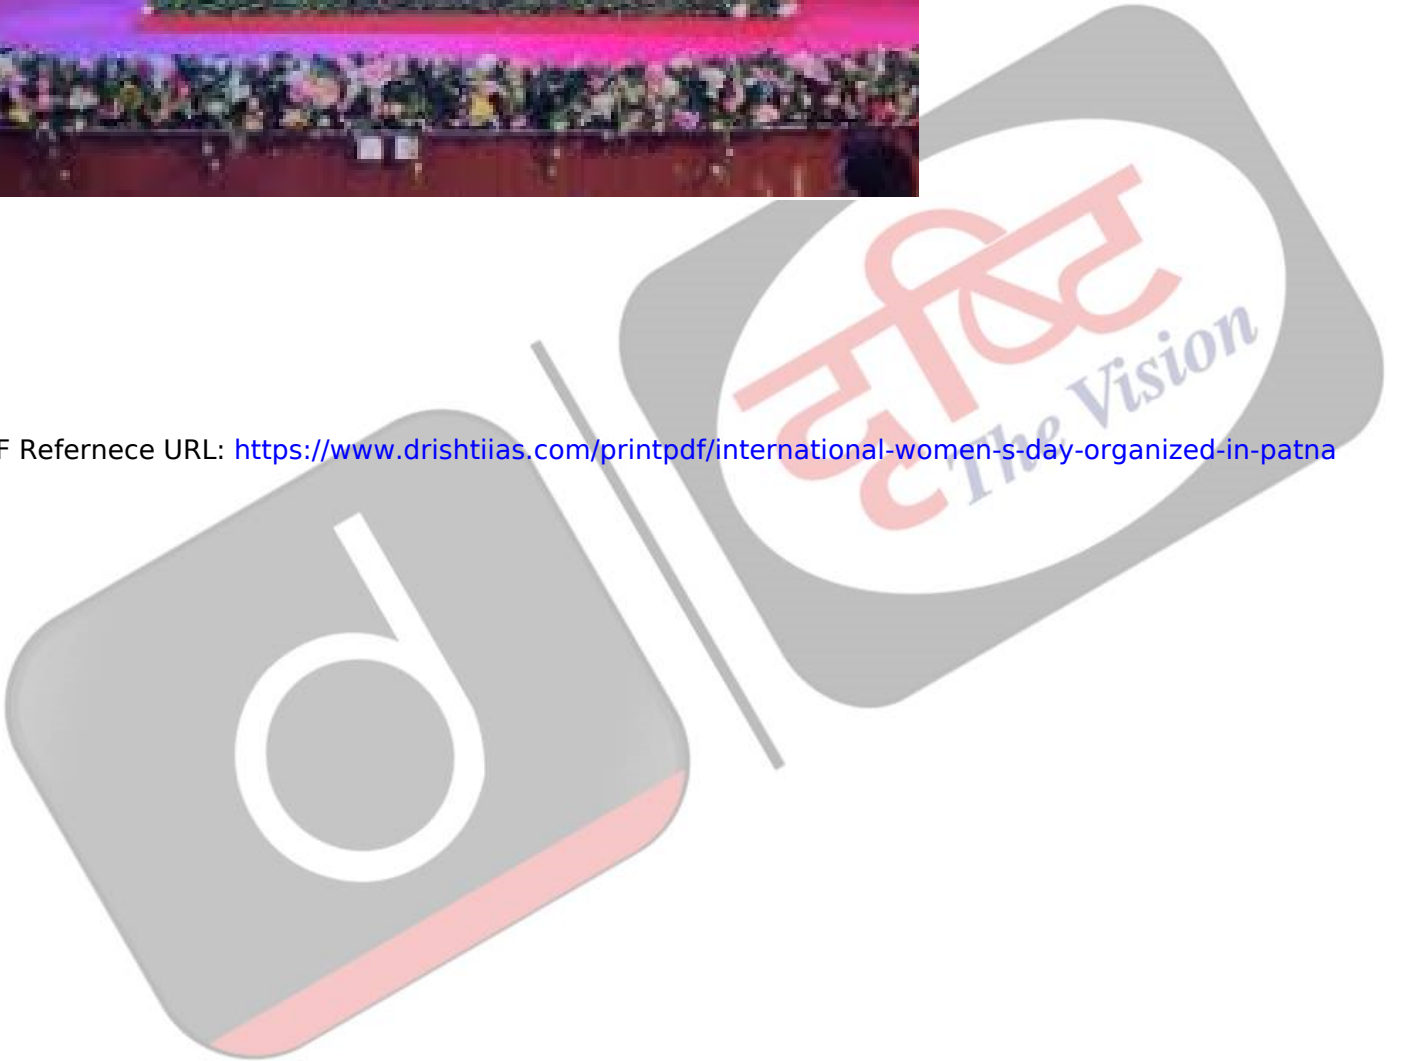 दृष्टि
The Vision
F Refernece URL: https://www.drishtiias.com/printpdf/international-women-s-day-organized-in-patna
d